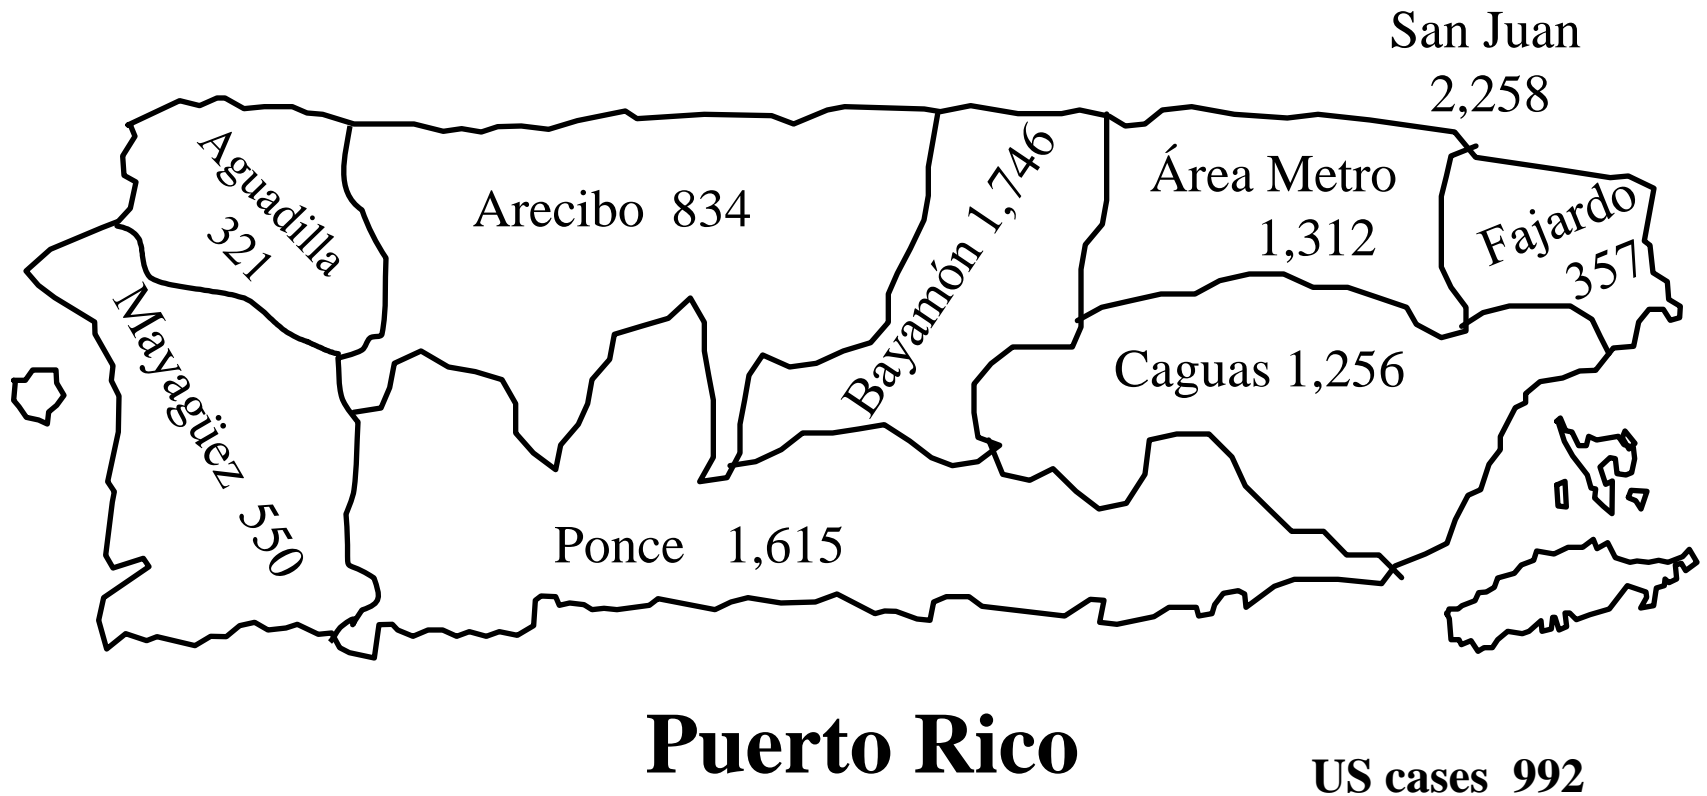 San Juan
2,258
Aguadilla
321
Arecibo 834
Bayamón 1,746
Área Metro
1,312
Fajardo
357
Mayagüez 550
Caguas 1,256
Ponce 1,615
Puerto Rico
US cases 992